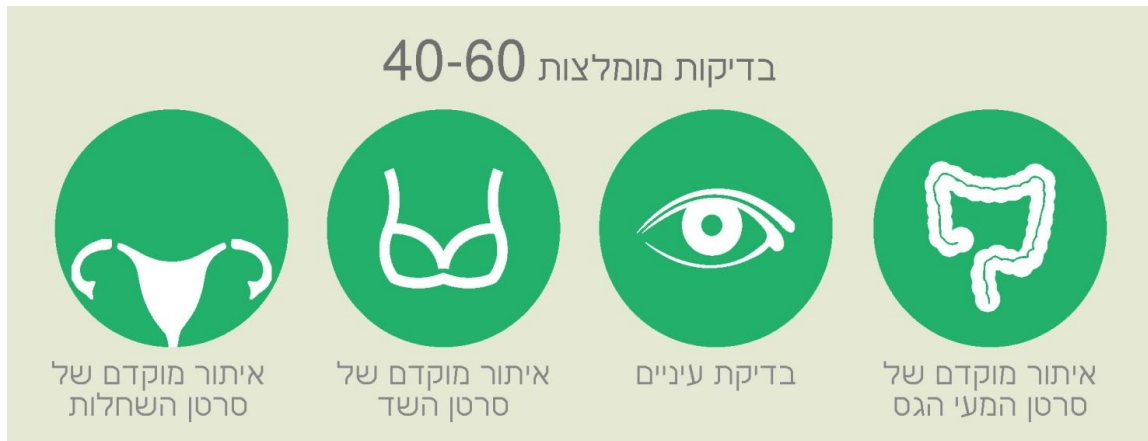 בדיקות מומלצות 40-60
איתור מוקדם של
סרטן המעי הגס
בדיקת עיניים
איתור מוקדם של
סרטן השד
איתור מוקדם של
סרטן השחלות